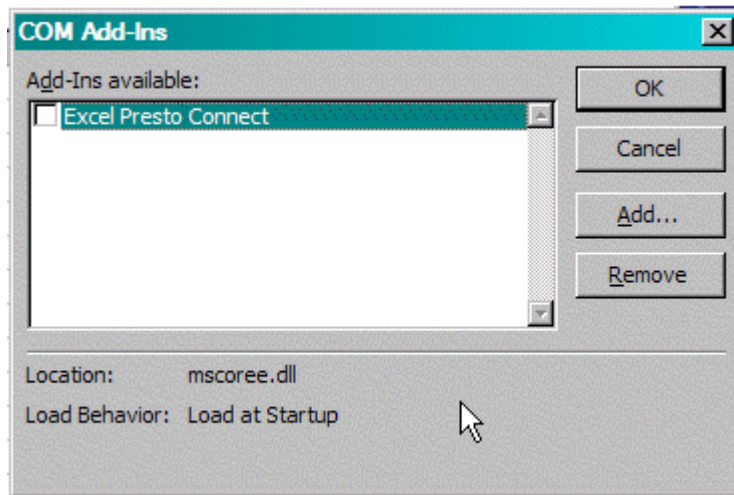 COM Add-Ins
Add-Ins available:
Excel Presto Connect
OK
Cancel
Add...
Remove
Location: mscoree.dll
Load Behavior: Load at Startup